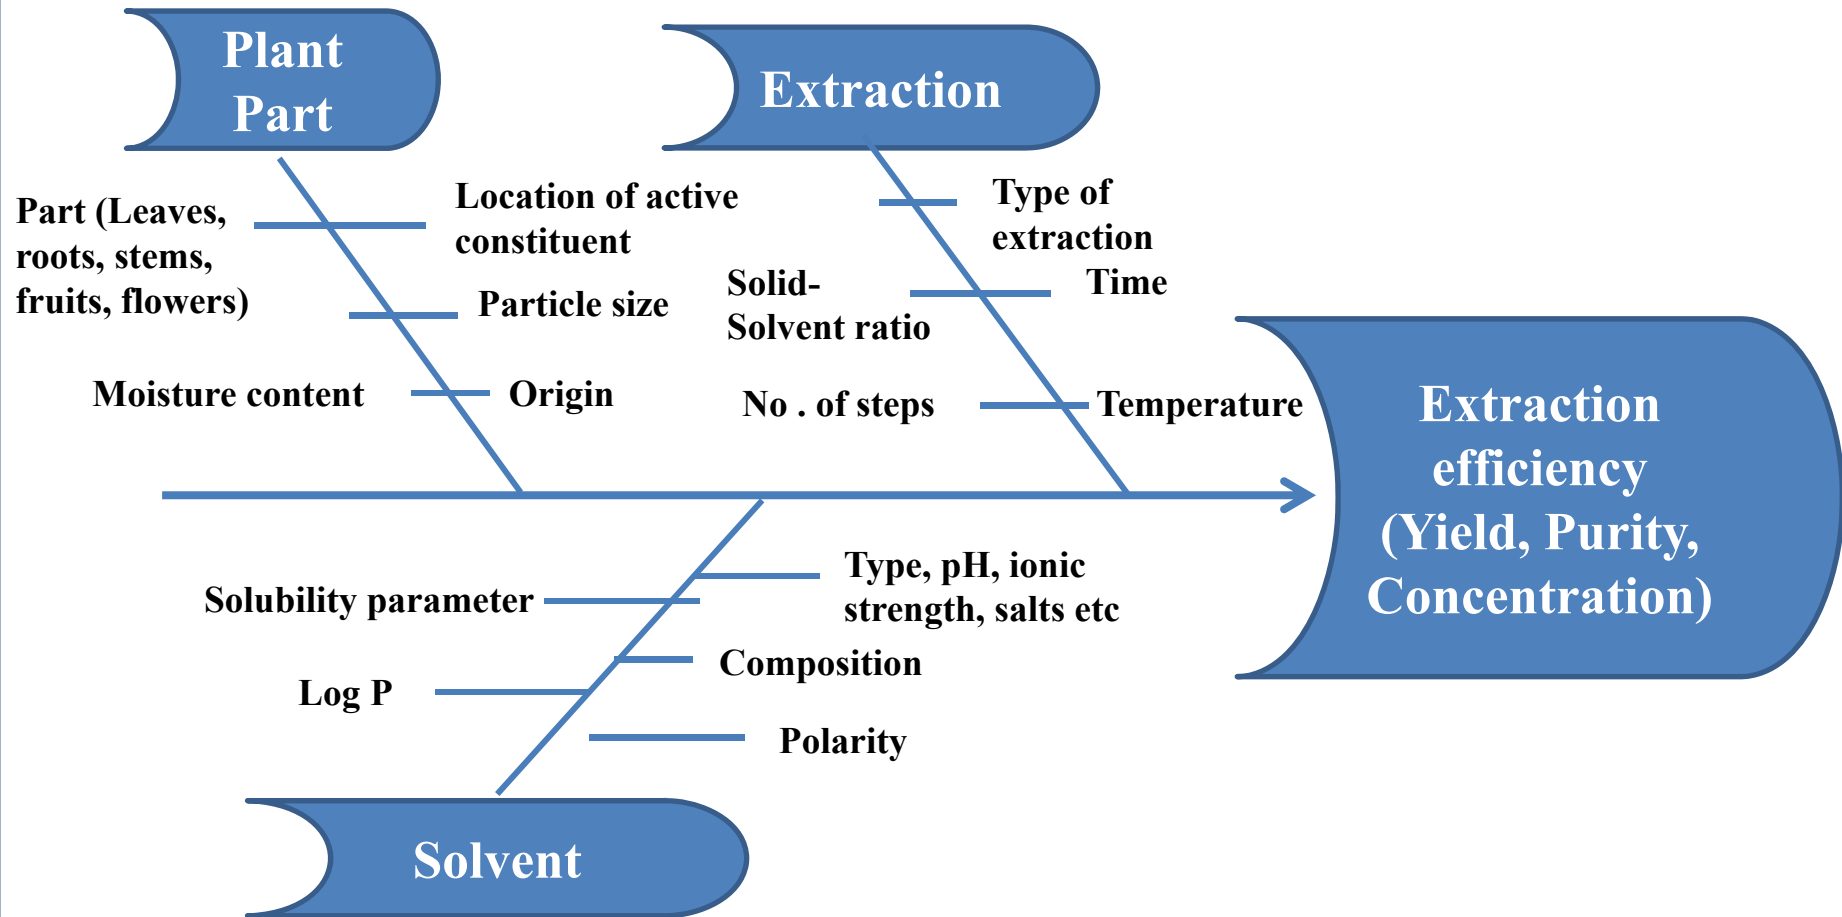 Plant
Part
Extraction
Part (Leaves,
roots, stems,
fruits, flowers)
Location of active
constituent
Particle size
Moisture content
Origin
Type of
extraction
Solid-
Solvent ratio
Time
No . of steps
Temperature
Extraction
efficiency
(Yield, Purity,
Concentration)
Solubility parameter
Type, pH, ionic
strength, salts etc
Composition
Log P
Polarity
Solvent